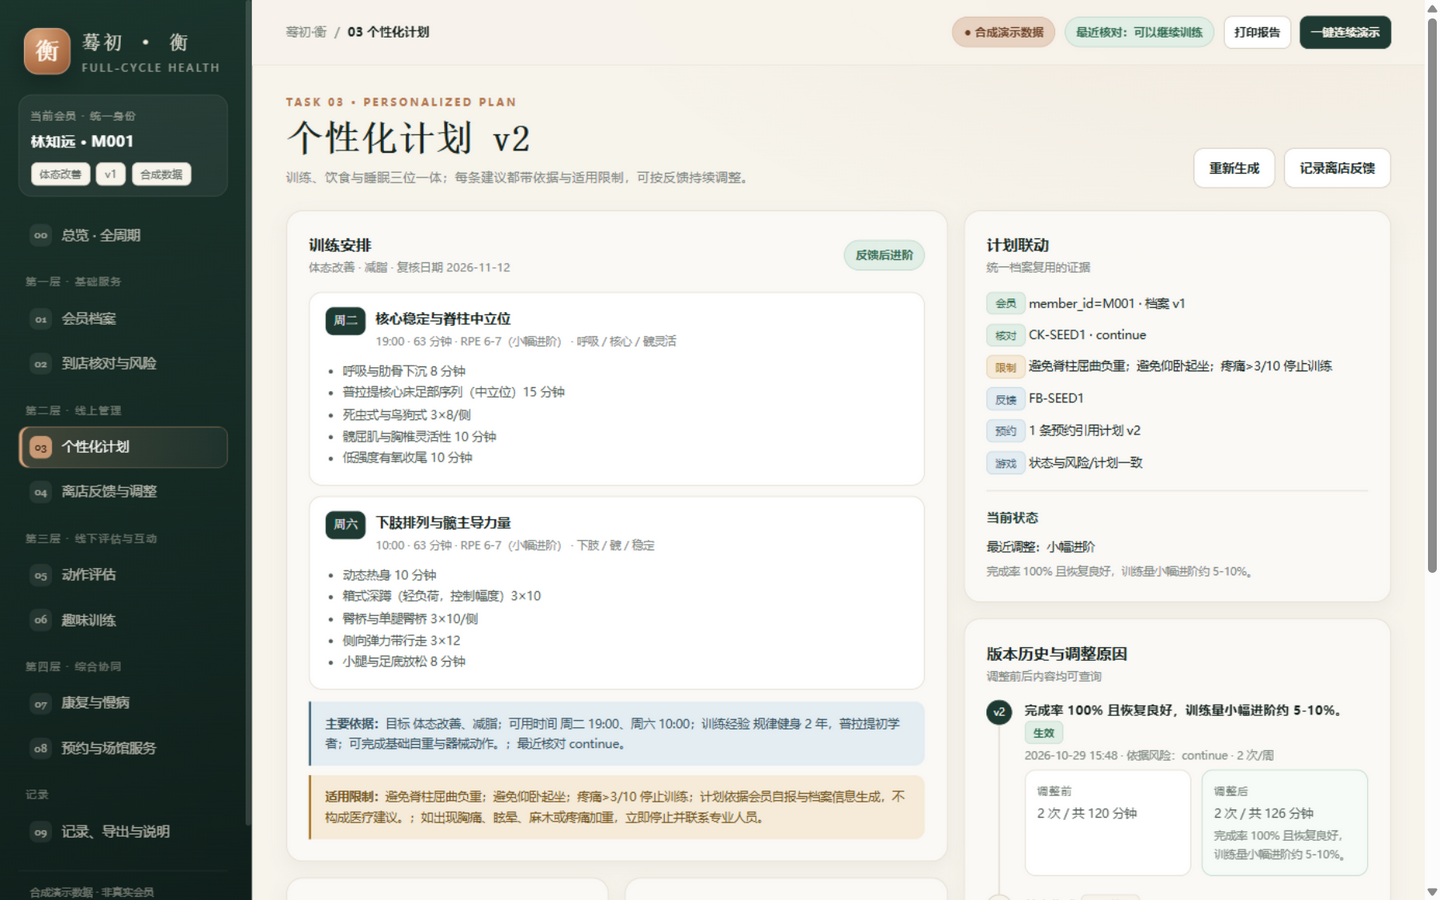 衡
蓦初 • 衡
FULL-CYCLE HEALTH
当前会员 · 统一身份
林知远 • M001
体态改善
v1
合成数据
00 总览 · 全周期
第一层 · 基础服务
01 会员档案
02 到店核对与风险
第二层 · 线上管理
03 个性化计划
04 离店反馈与调整
第三层 · 线下评估与互动
05 动作评估
06 趣味训练
第四层 · 综合协同
07 康复与慢病
08 预约与场馆服务
记录
09 记录、导出与说明
合成演示数据 · 非真实会员
蓦初·衡 / 03 个性化计划
• 合成演示数据
最近核对：可以继续训练
打印报告
一键连续演示
TASK 03 • PERSONALIZED PLAN
个性化计划 v2
训练、饮食与睡眠三位一体；每条建议都带依据与适用限制，可按反馈持续调整。
重新生成
记录离店反馈
训练安排
体态改善 · 减脂 · 复核日期 2026-11-12
反馈后进阶
周二 核心稳定与脊柱中立位
19:00 · 63 分钟 · RPE 6-7（小幅进阶） · 呼吸 / 核心 / 髋灵活
• 呼吸与肋骨下沉 8 分钟
• 普拉提核心床足部序列（中立位）15 分钟
• 死虫式与鸟狗式 3×8/侧
• 髋屈肌与胸椎灵活性 10 分钟
• 低强度有氧收尾 10 分钟
周六 下肢排列与髋主导力量
10:00 · 63 分钟 · RPE 6-7（小幅进阶） · 下肢 / 髋 / 稳定
• 动态热身 10 分钟
• 箱式深蹲（轻负荷，控制幅度）3×10
• 臀桥与单腿臀桥 3×10/侧
• 侧向弹力带行走 3×12
• 小腿与足底放松 8 分钟
主要依据：目标 体态改善、减脂；可用时间 周二 19:00、周六 10:00；训练经验 规律健身 2 年，普拉提初学
者；可完成基础自重与器械动作。；最近核对 continue。
适用限制：避免脊柱屈曲负重；避免仰卧起坐；疼痛>3/10 停止训练；计划依据会员自报与档案信息生成，不
构成医疗建议。；如出现胸痛、眩晕、麻木或疼痛加重，立即停止并联系专业人员。
计划联动
统一档案复用的证据
会员 member_id=M001 · 档案 v1
核对 CK-SEED1 · continue
限制 避免脊柱屈曲负重；避免仰卧起坐；疼痛>3/10 停止训练
反馈 FB-SEED1
预约 1 条预约引用计划 v2
游戏 状态与风险/计划一致
当前状态
最近调整：小幅进阶
完成率 100% 且恢复良好，训练量小幅进阶约 5-10%。
版本历史与调整原因
调整前后内容均可查询
v2 完成率 100% 且恢复良好，训练量小幅进阶约 5-10%。
生效
2026-10-29 15:48 · 依据风险：continue · 2 次/周
调整前
2 次 / 共 120 分钟
调整后
2 次 / 共 126 分钟
完成率 100% 且恢复良好，
训练量小幅进阶约 5-10%。